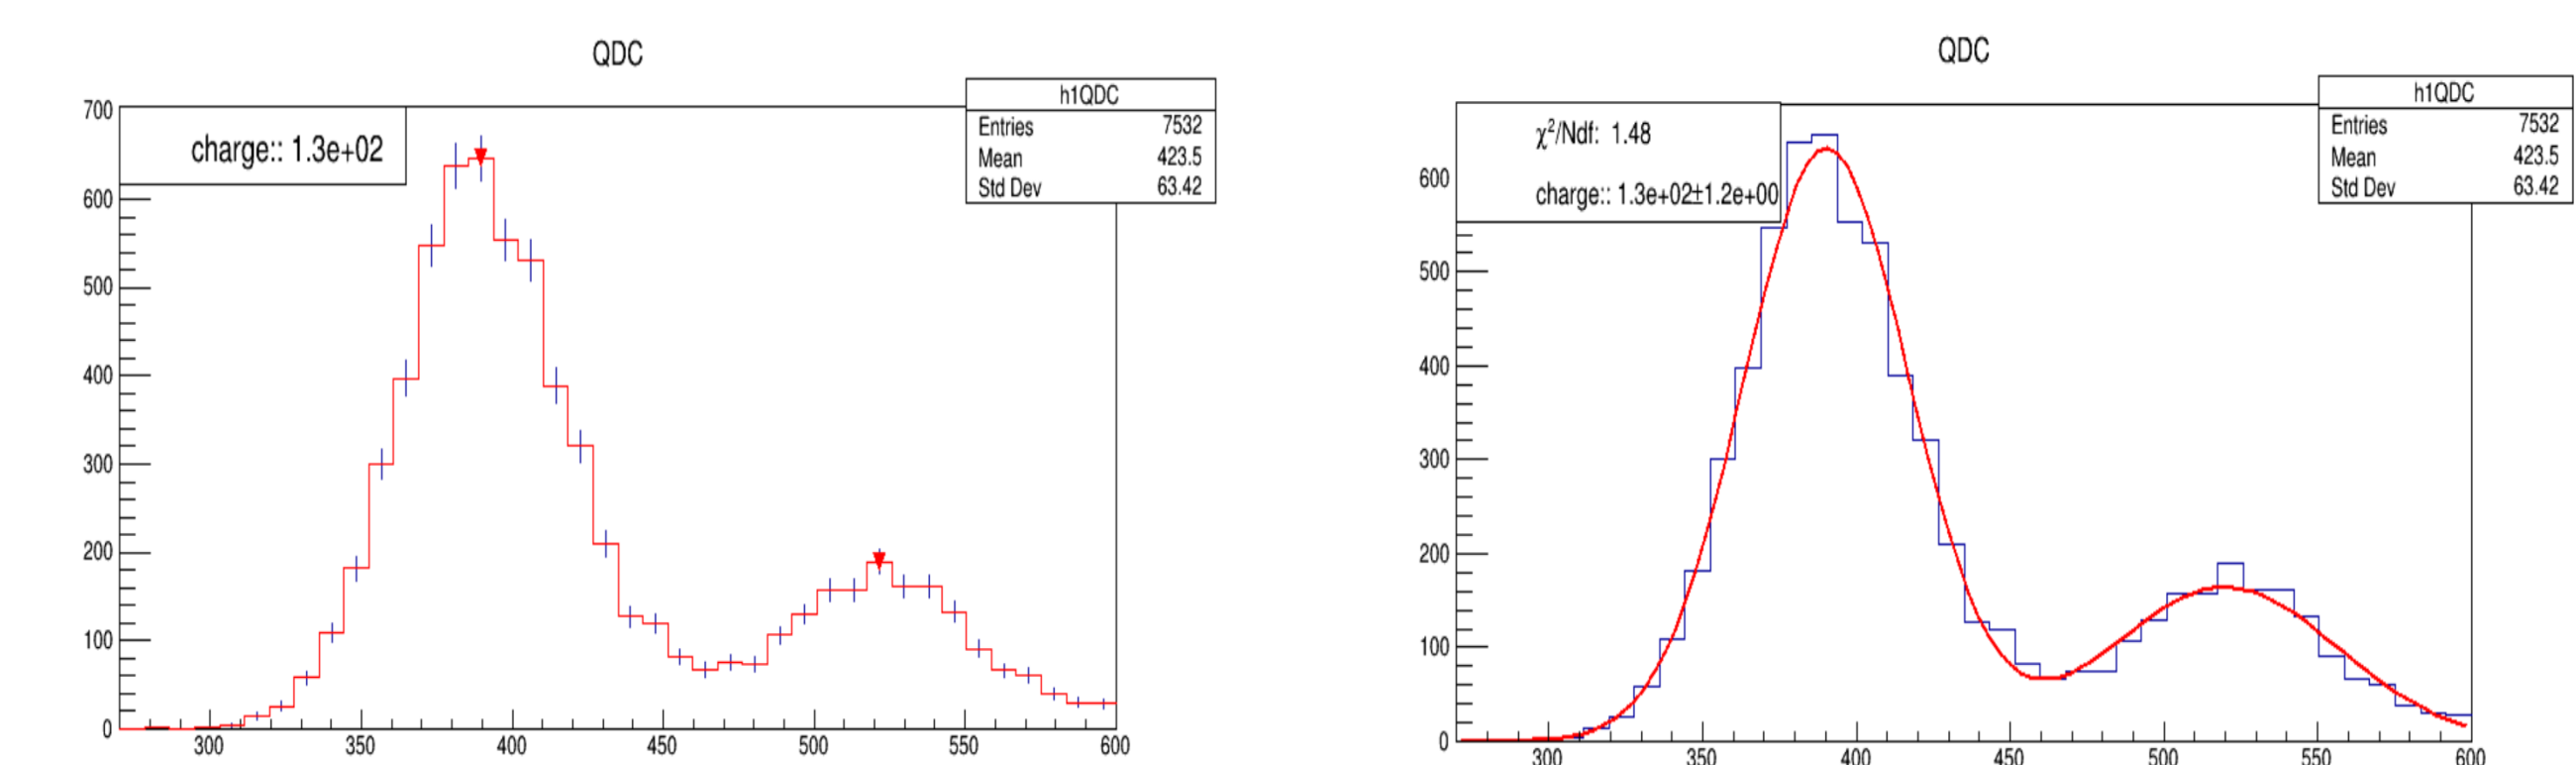 QDC
h1QDC
Entries 7532
Mean 423.5
Std Dev 63.42
charge:: 1.3e+02
700
600
500
400
300
200
100
0
300 350 400 450 500 550 600
QDC
h1QDC
Entries 7532
Mean 423.5
Std Dev 63.42
χ²/Ndf: 1.48
charge:: 1.3e+02±1.2e+00
600
500
400
300
200
100
0
300 350 400 450 500 550 600